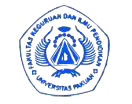 FAKULTAS KEGURUAN DAN ILMU PENDIDIKAN
UNIVERSITAS PAKUAN